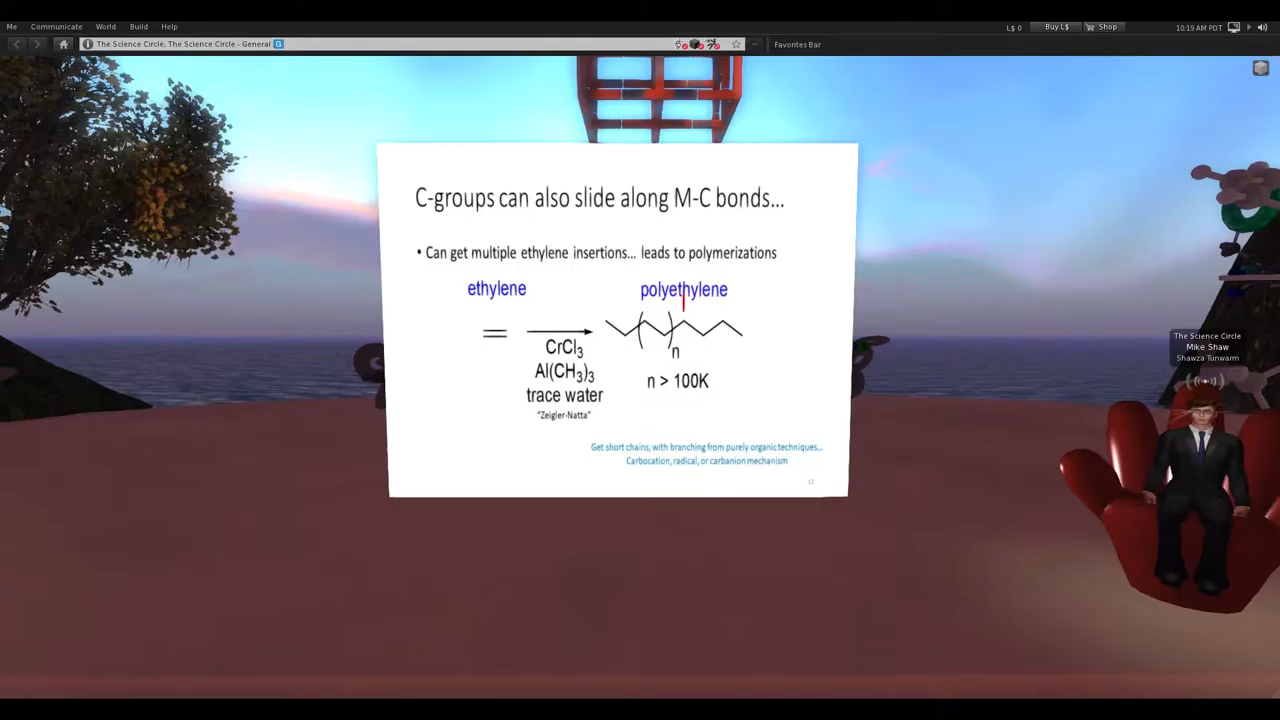 Me Communicate World Build Help L$ 0 Buy L$ Shop 10:19 AM PDT
The Science Circle, The Science Circle - General G Favorites Bar
C-groups can also slide along M-C bonds...
• Can get multiple ethylene insertions... leads to polymerizations
ethylene polyethylene
CrCl3
Al(CH3)3
trace water
"Zeigler-Natta"
n
n > 100K
Get short chains, with branching from purely organic techniques...
Carbocation, radical, or carbanion mechanism
12
The Science Circle
Mike Shaw
Shawza Tunwarm